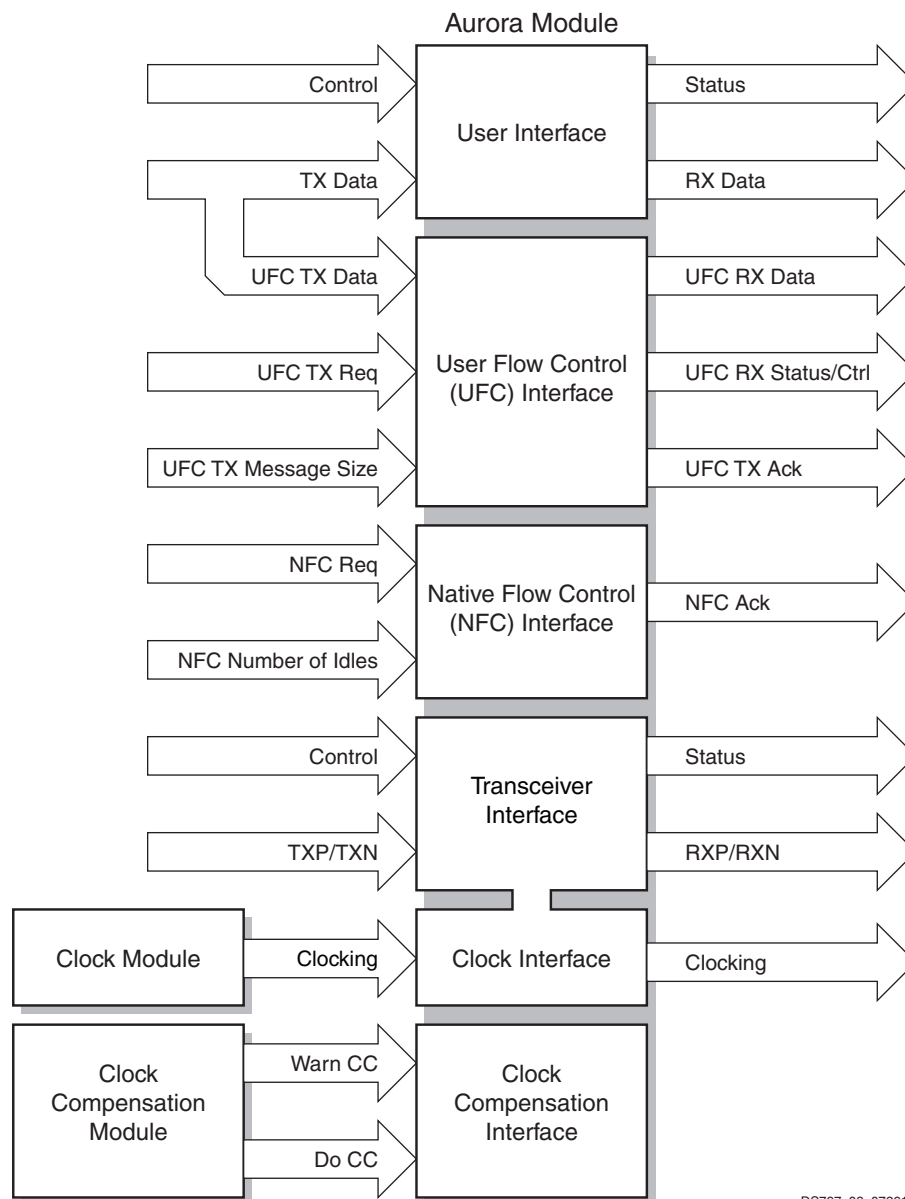 Aurora Module
Control
User Interface
Status
TX Data
RX Data
UFC TX Data
UFC RX Data
UFC TX Req
User Flow Control
(UFC) Interface
UFC RX Status/Ctrl
UFC TX Message Size
UFC TX Ack
NFC Req
Native Flow Control
(NFC) Interface
NFC Ack
NFC Number of Idles
Control
Transceiver
Interface
Status
TXP/TXN
RXP/RXN
Clock Module
Clocking
Clock Interface
Clocking
Clock
Compensation
Module
Warn CC
Do CC
Clock
Compensation
Interface